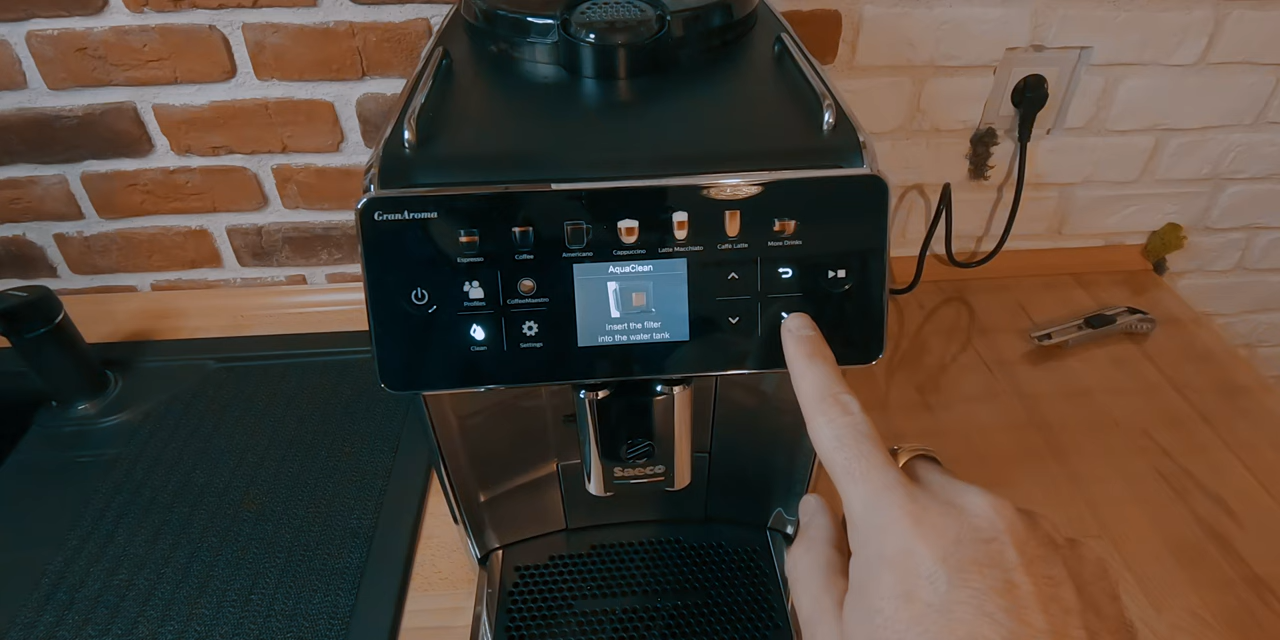 GranAroma
Espresso
Coffee
Americano
Cappuccino
Latte Macchiato
Caffè Latte
More Drinks
Profiles
CoffeeMaestro
Clean
Settings
AquaClean
Insert the filter
into the water tank
Saeco